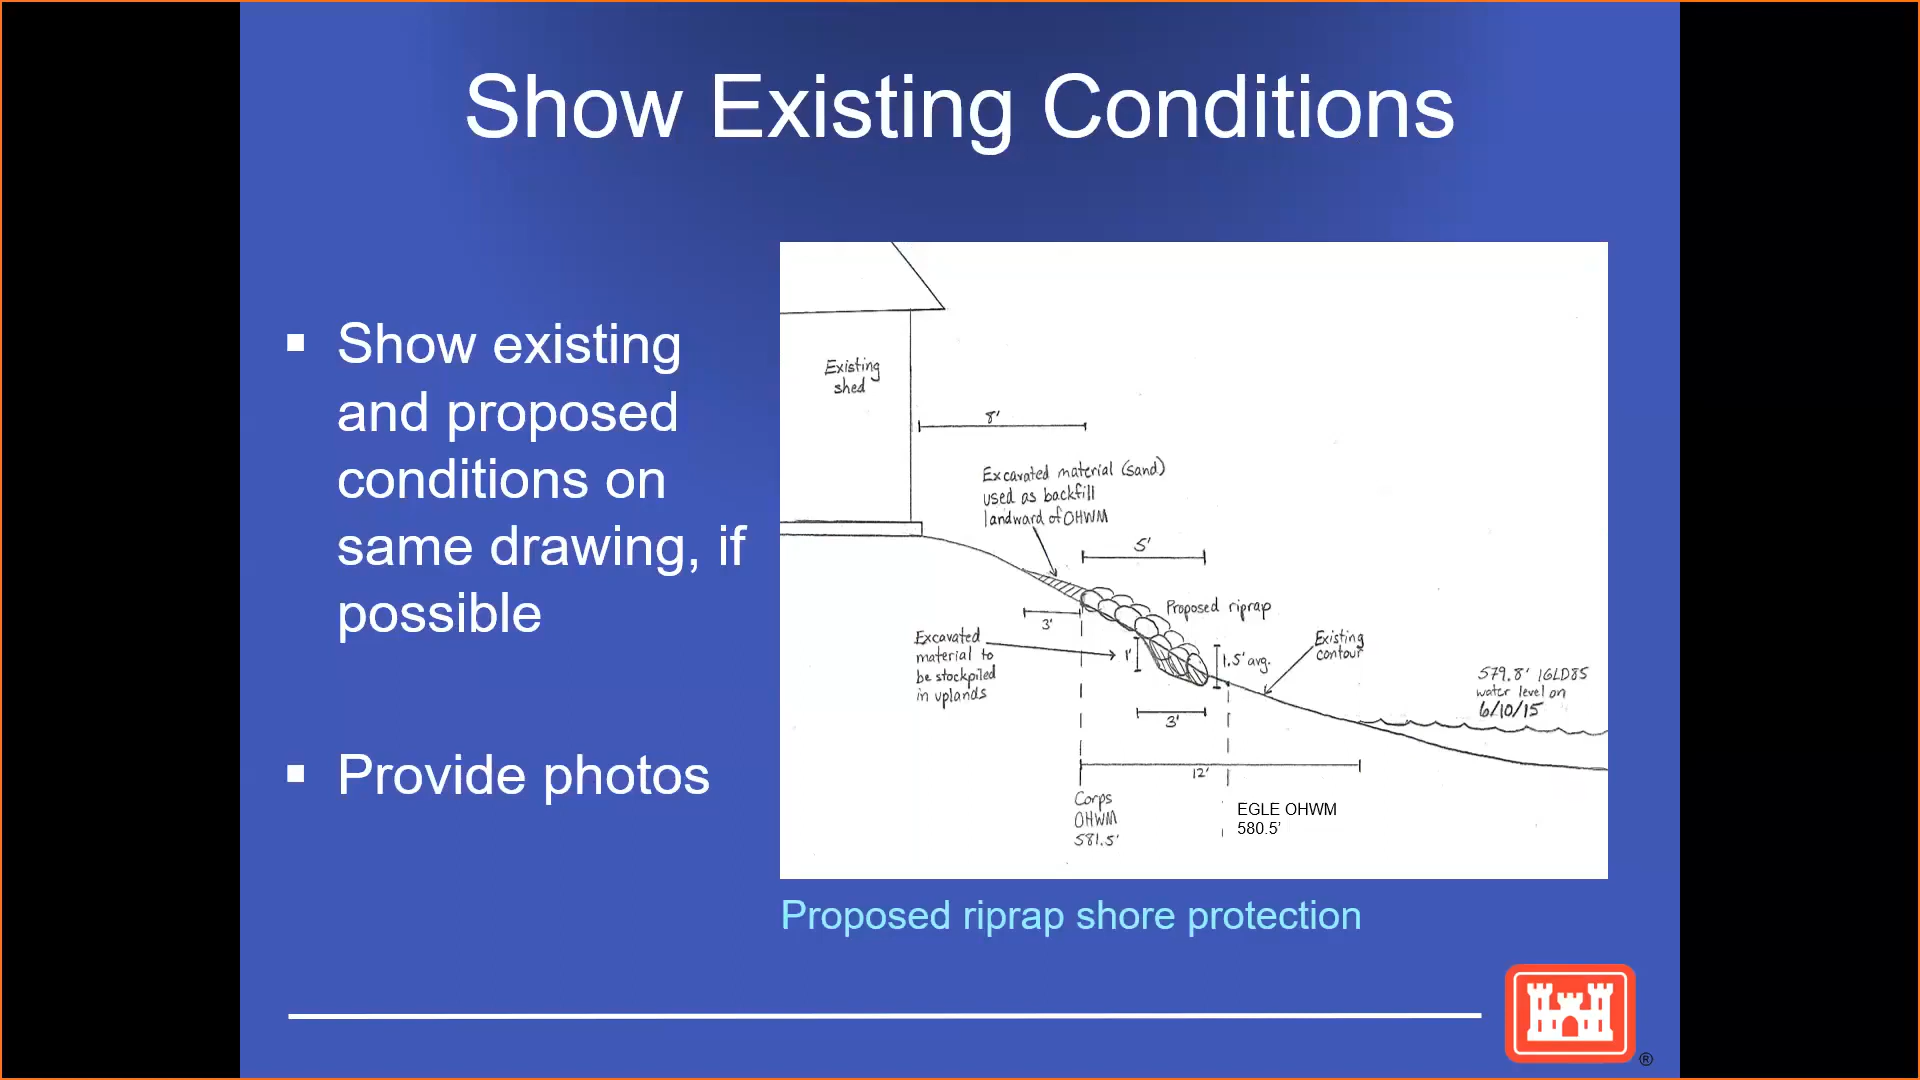 Show Existing Conditions
▪ Show existing
and proposed
conditions on
same drawing, if
possible
▪ Provide photos
Existing
shed
8'
Excavated material (sand)
used as backfill
landward of OHWM
5'
Proposed riprap
3'
Excavated
material to
be stockpiled
in uplands
1'
1.5' avg.
Existing
contour
579.8' IGLD85
water level on
6/10/15
3'
12'
Corps
OHWM
581.5'
EGLE OHWM
580.5'
Proposed riprap shore protection
®